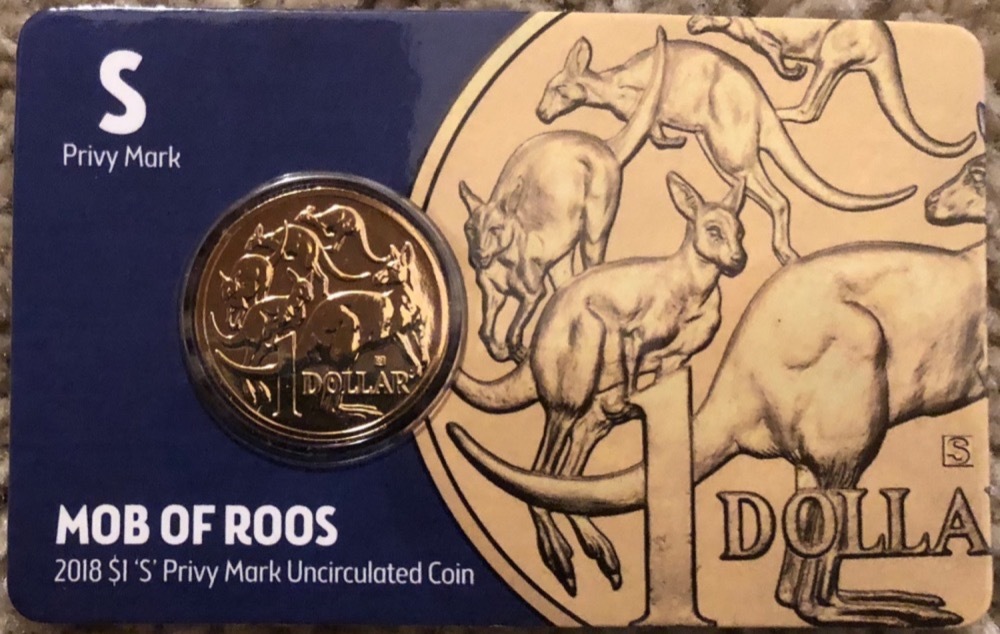 S
Privy Mark
1 DOLLAR
MOB OF ROOS
2018 $1 'S' Privy Mark Uncirculated Coin
S
1 DOLLA